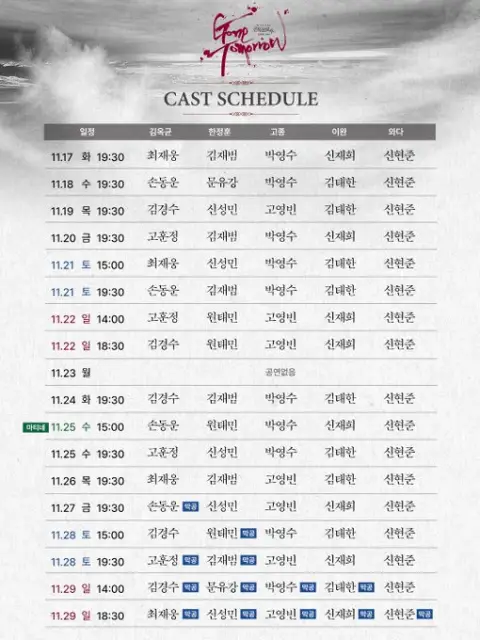 Gone Tomorrow
CAST SCHEDULE
일정 김옥균 한정훈 고종 이완 와다
11.17 화 19:30 최재웅 김재범 박영수 신재희 신현준
11.18 수 19:30 손동운 문유강 박영수 김태한 신현준
11.19 목 19:30 김경수 신성민 고영빈 김태한 신현준
11.20 금 19:30 고훈정 김재범 박영수 신재희 신현준
11.21 토 15:00 최재웅 신성민 박영수 김태한 신현준
11.21 토 19:30 손동운 김재범 박영수 김태한 신현준
11.22 일 14:00 고훈정 원태민 고영빈 신재희 신현준
11.22 일 18:30 김경수 원태민 고영빈 신재희 신현준
11.23 월 공연없음
11.24 화 19:30 김경수 김재범 박영수 김태한 신현준
마티네 11.25 수 15:00 손동운 원태민 박영수 신재희 신현준
11.25 수 19:30 고훈정 신성민 박영수 김태한 신현준
11.26 목 19:30 최재웅 김재범 고영빈 김태한 신현준
11.27 금 19:30 손동운 막공 신성민 고영빈 신재희 신현준
11.28 토 15:00 김경수 원태민 막공 박영수 김태한 신현준
11.28 토 19:30 고훈정 막공 김재범 막공 고영빈 신재희 신현준
11.29 일 14:00 김경수 막공 문유강 막공 박영수 막공 김태한 막공 신현준
11.29 일 18:30 최재웅 막공 신성민 막공 고영빈 막공 신재희 막공 신현준 막공